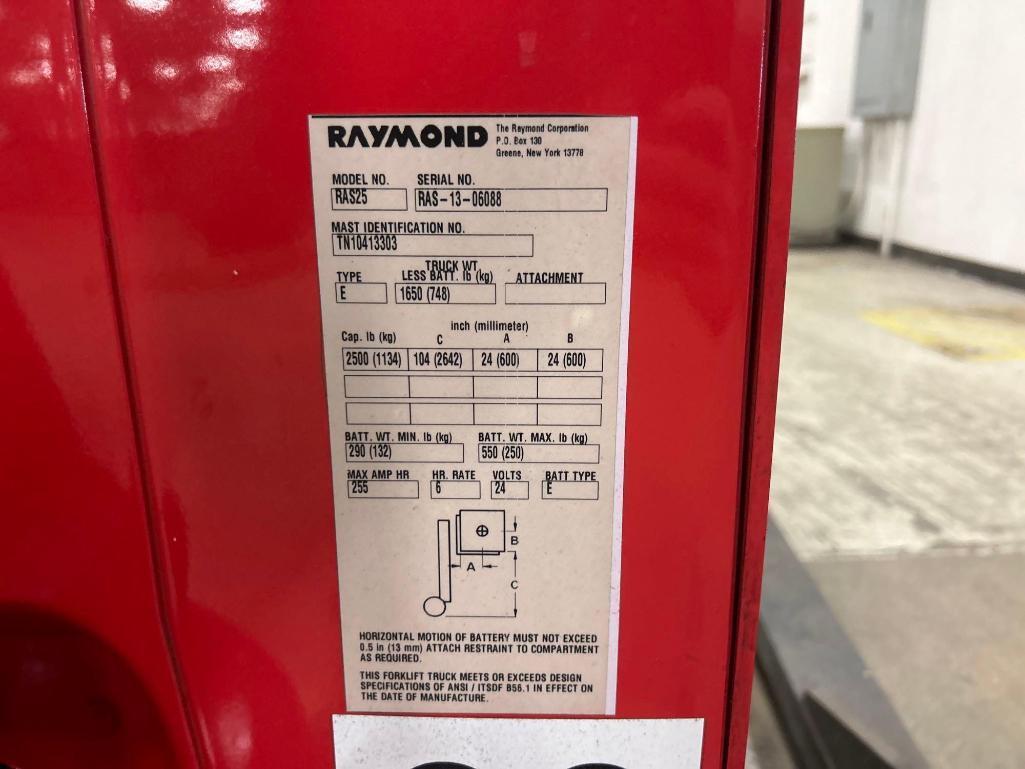 RAYMOND
The Raymond Corporation
P.O. Box 130
Greene, New York 13778
MODEL NO. SERIAL NO.
RAS25 RAS-13-06088
MAST IDENTIFICATION NO.
TN10413303
TRUCK WT.
TYPE LESS BATT. lb (kg) ATTACHMENT
E 1650 (748)
inch (millimeter)
Cap. lb (kg) C A B
2500 (1134) 104 (2642) 24 (600) 24 (600)
BATT. WT. MIN. lb (kg) BATT. WT. MAX. lb (kg)
290 (132) 550 (250)
MAX AMP HR HR. RATE VOLTS BATT TYPE
255 6 24 E
B
A
C
HORIZONTAL MOTION OF BATTERY MUST NOT EXCEED
0.5 in (13 mm) ATTACH RESTRAINT TO COMPARTMENT
AS REQUIRED.
THIS FORKLIFT TRUCK MEETS OR EXCEEDS DESIGN
SPECIFICATIONS OF ANSI / ITSDF B56.1 IN EFFECT ON
THE DATE OF MANUFACTURE.